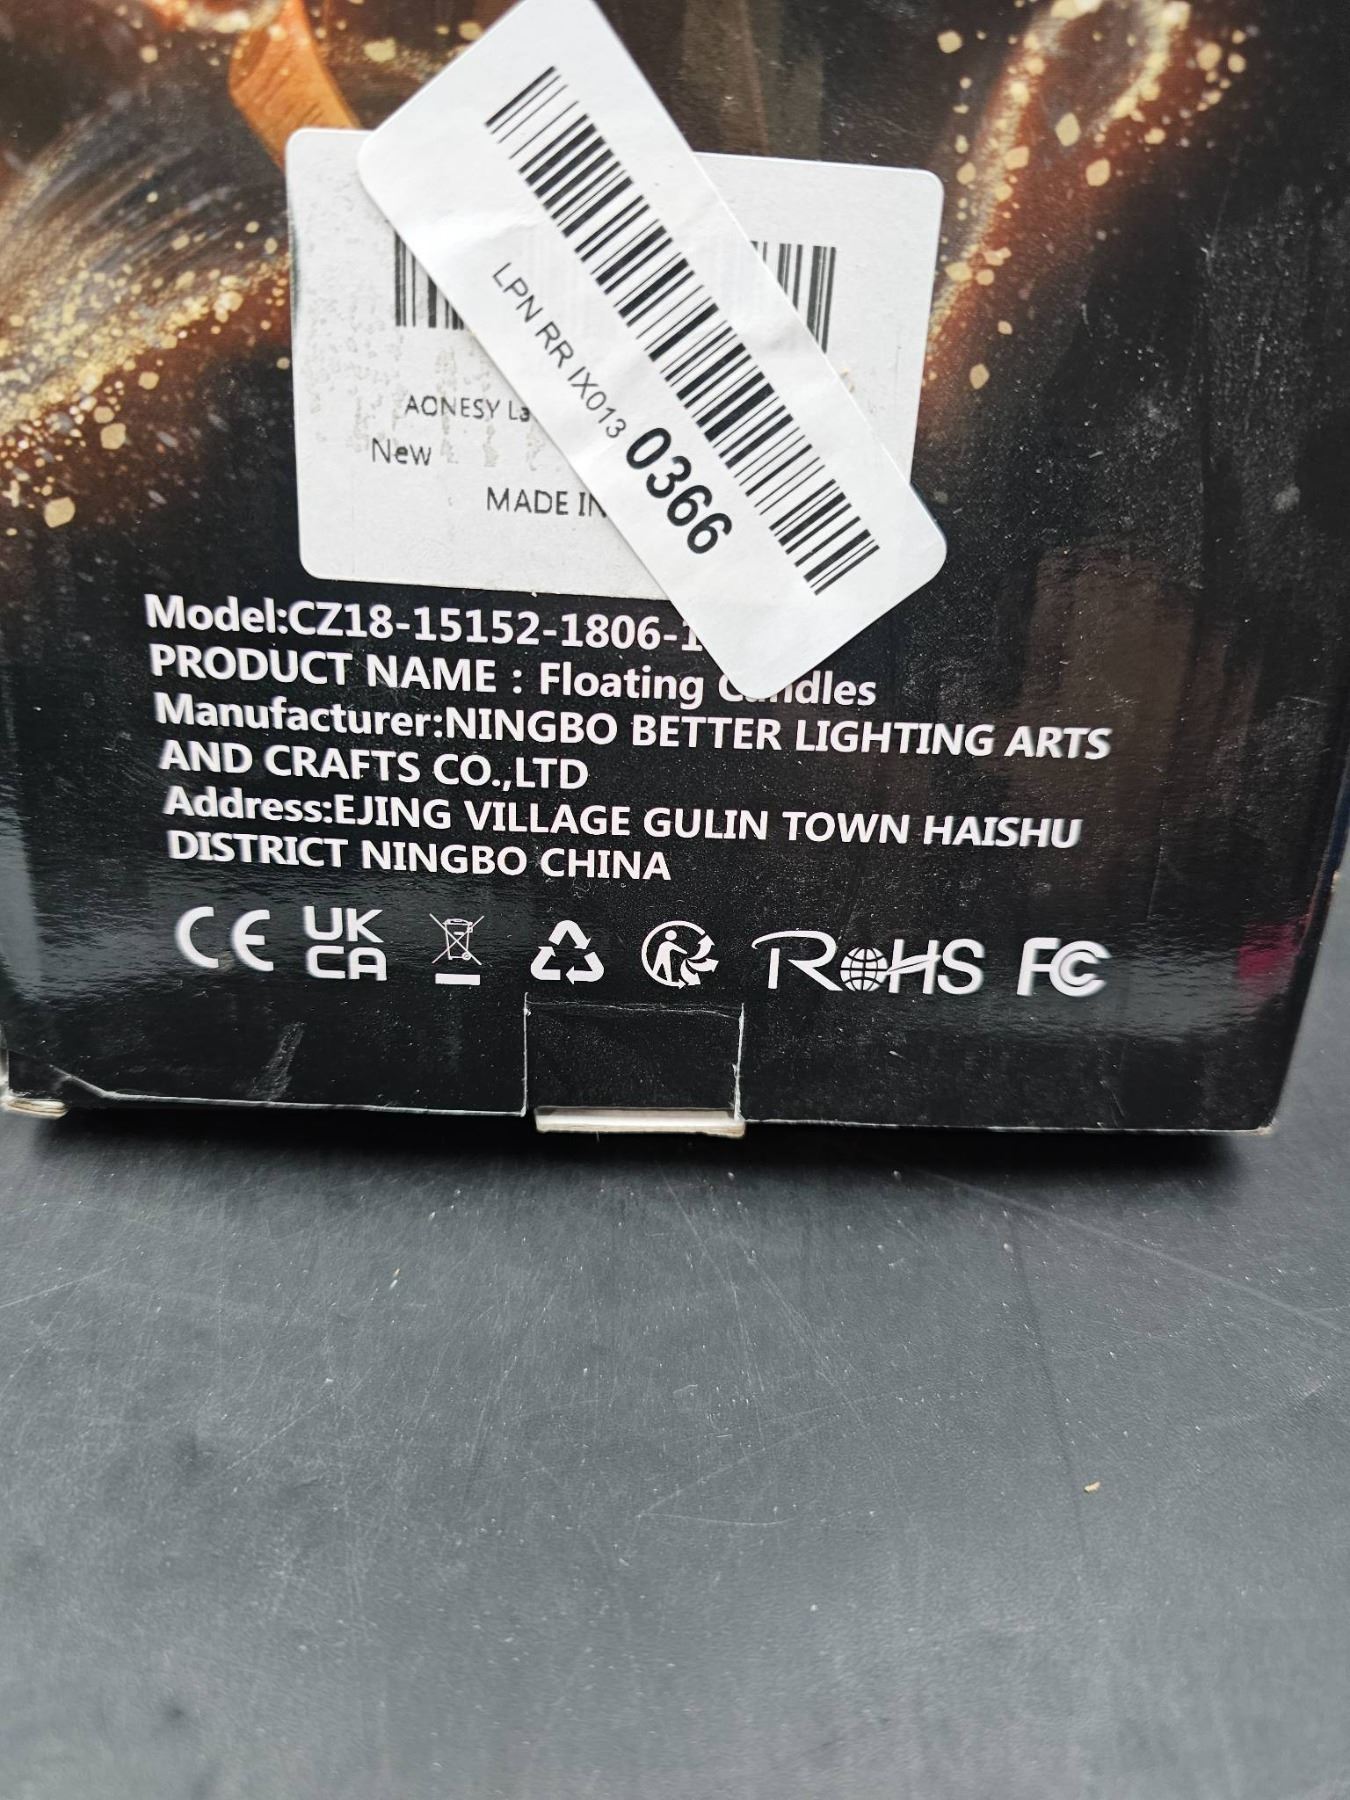 LPN RR IX013 0366
AONESY La
New
MADE IN
Model:CZ18-15152-1806-1
PRODUCT NAME : Floating Candles
Manufacturer:NINGBO BETTER LIGHTING ARTS
AND CRAFTS CO.,LTD
Address:EJING VILLAGE GULIN TOWN HAISHU
DISTRICT NINGBO CHINA
CE UK CA RoHS FC